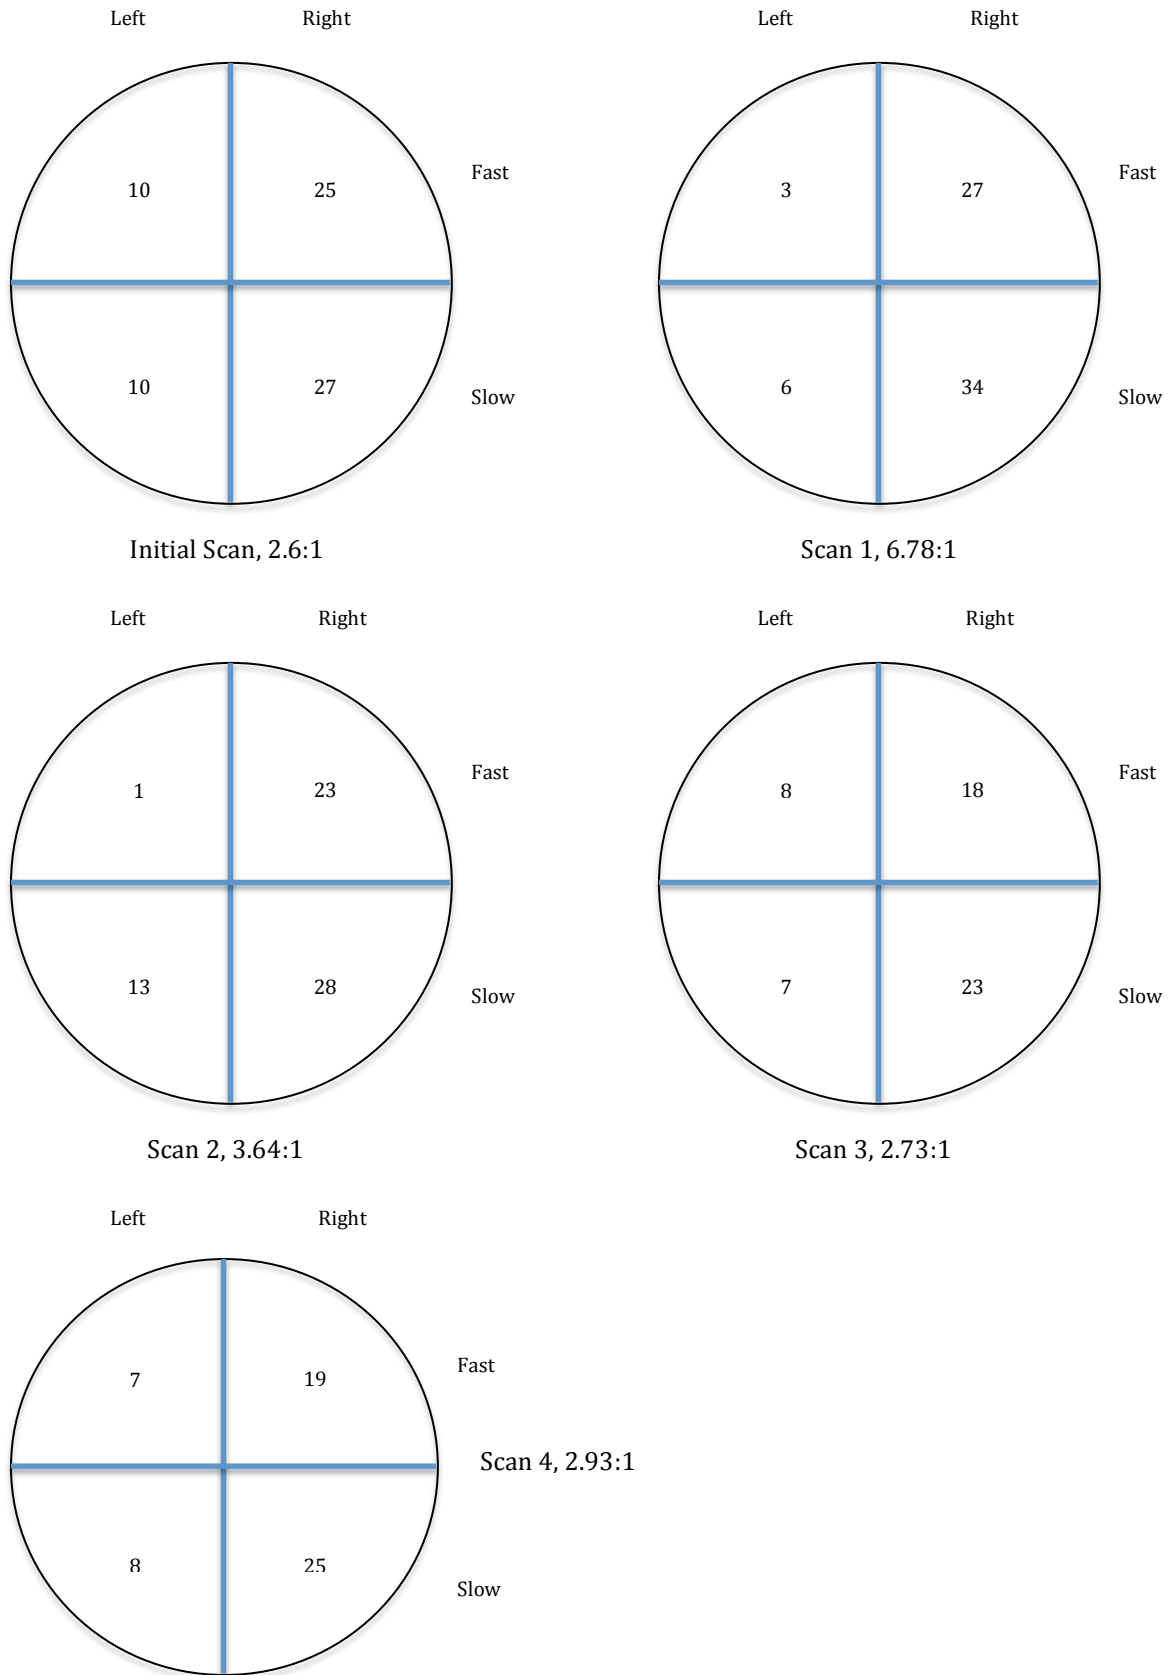 Left Right Left Right
10 25 Fast 3 27 Fast
10 27 Slow 6 34 Slow
Initial Scan, 2.6:1 Scan 1, 6.78:1
Left Right Left Right
1 23 Fast 8 18 Fast
13 28 Slow 7 23 Slow
Scan 2, 3.64:1 Scan 3, 2.73:1
Left Right
7 19 Fast
Scan 4, 2.93:1
8 25 Slow